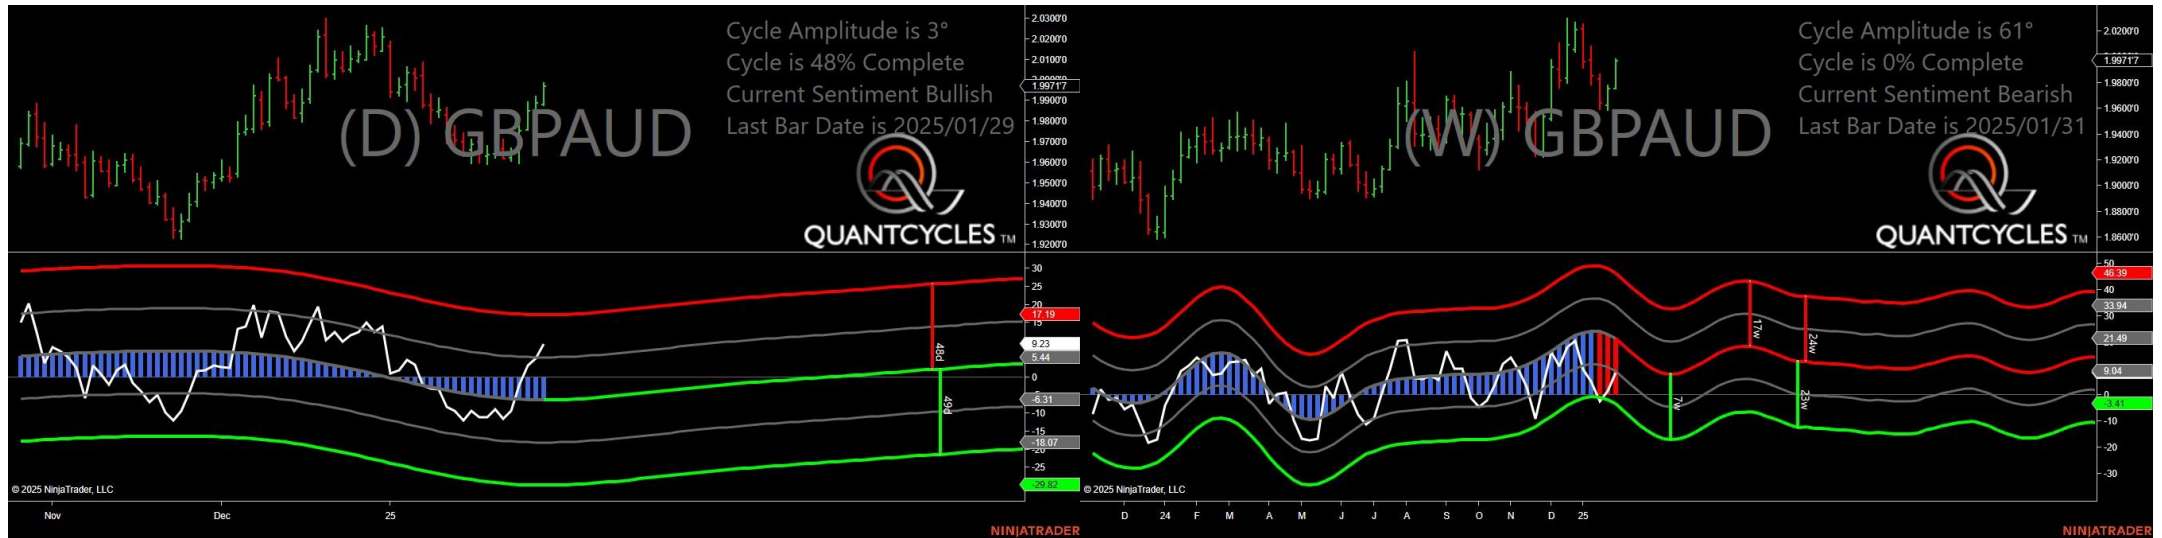 Cycle Amplitude is 3°
Cycle is 48% Complete
Current Sentiment Bullish
Last Bar Date is 2025/01/29
(D) GBPAUD
QUANTCYCLES TM
2.0300'0
2.0200'0
2.0100'0
1.9971'7
1.9900'0
1.9800'0
1.9700'0
1.9600'0
1.9500'0
1.9400'0
1.9300'0
1.9200'0
30
25
20
17.19
15
9.23
5.44
0
-6.31
-10
-15
-18.07
-20
-25
-29.82
48d
49d
© 2025 NinjaTrader, LLC
Nov
Dec
25
NINJATRADER
Cycle Amplitude is 61°
Cycle is 0% Complete
Current Sentiment Bearish
Last Bar Date is 2025/01/31
(W) GBPAUD
QUANTCYCLES TM
2.0200'0
1.9971'7
1.9800'0
1.9600'0
1.9400'0
1.9200'0
1.9000'0
1.8800'0
1.8600'0
50
46.39
40
33.94
30
21.49
9.04
0
-3.41
-10
-20
-30
17w
24w
7w
23w
© 2025 NinjaTrader, LLC
D 24 F M A M J J A S O N D 25
NINJATRADER